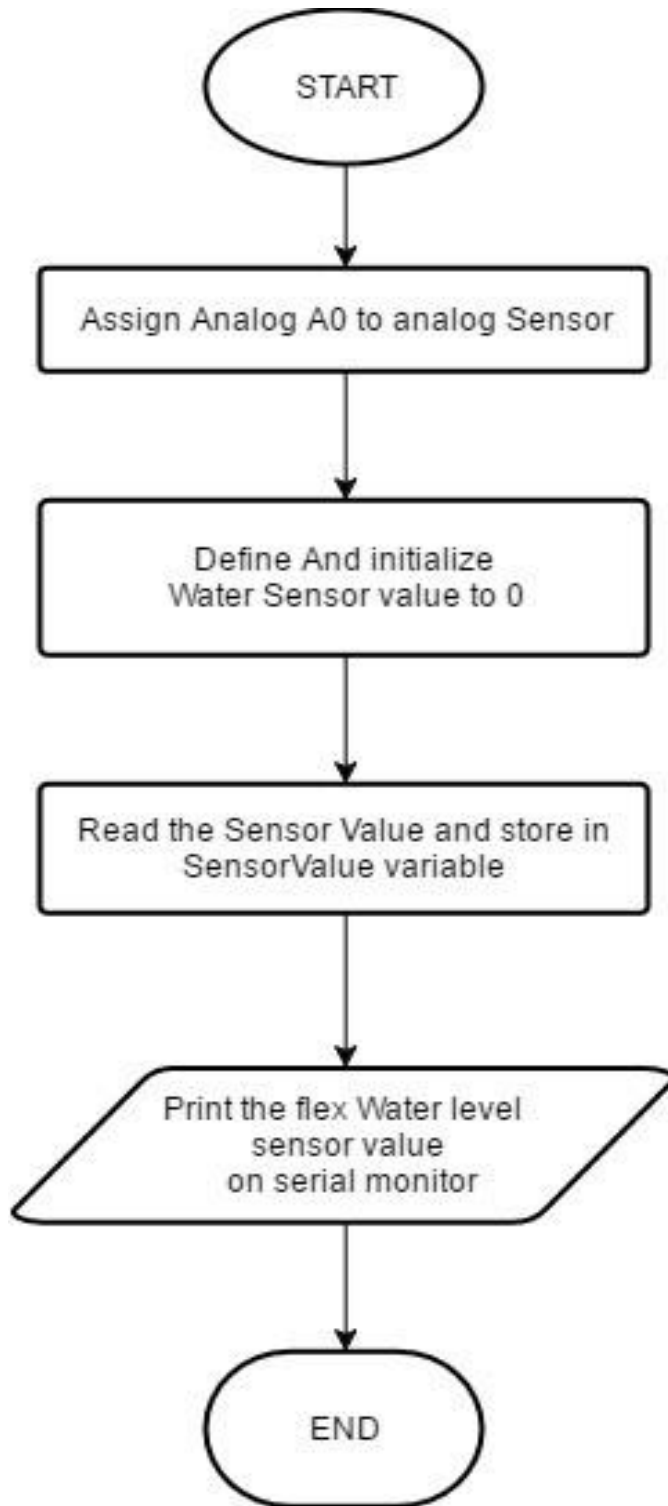 START
Assign Analog A0 to analog Sensor
Define And initialize
Water Sensor value to 0
Read the Sensor Value and store in
SensorValue variable
Print the flex Water level
sensor value
on serial monitor
END